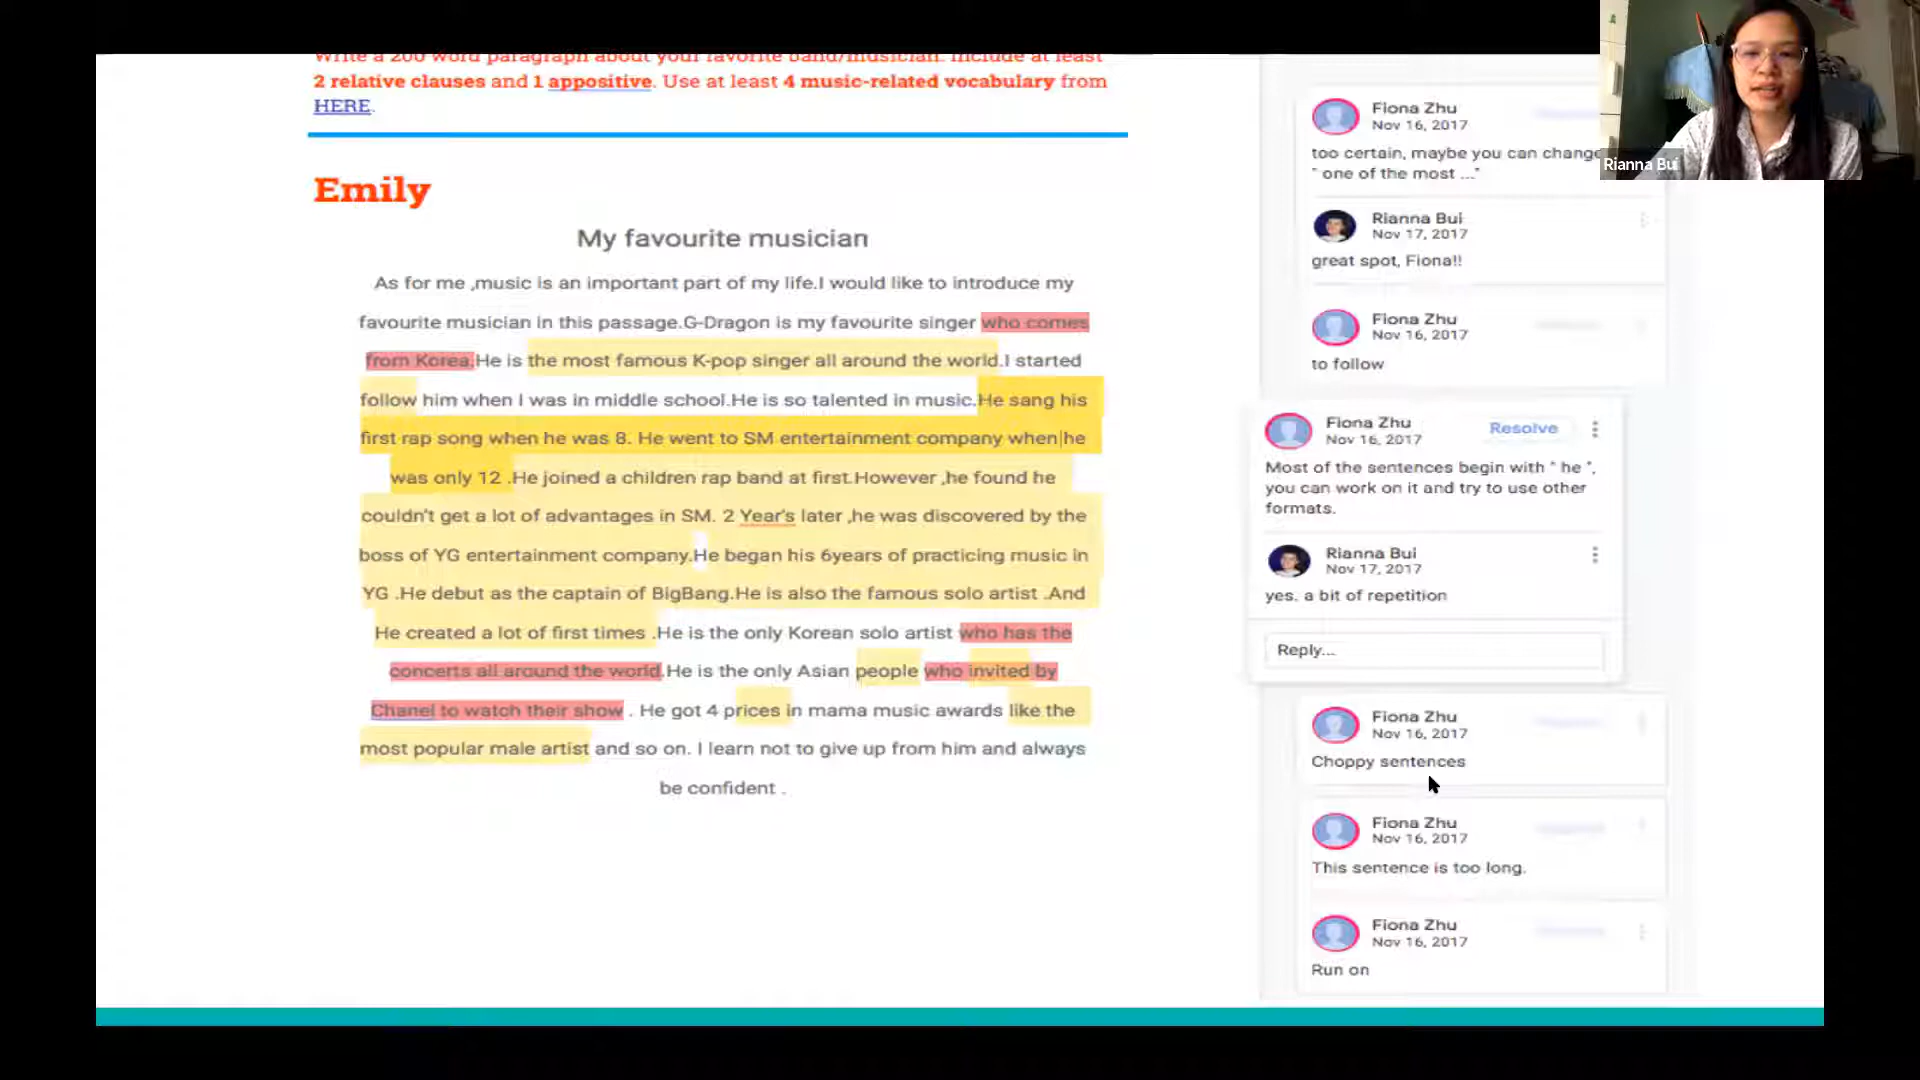 Write a 200 word paragraph about your favorite band/musician. Include at least
2 relative clauses and 1 appositive. Use at least 4 music-related vocabulary from
HERE.
Emily
My favourite musician
As for me ,music is an important part of my life.I would like to introduce my
favourite musician in this passage.G-Dragon is my favourite singer who comes
from Korea.He is the most famous K-pop singer all around the world.I started
follow him when I was in middle school.He is so talented in music.He sang his
first rap song when he was 8. He went to SM entertainment company when he
was only 12 .He joined a children rap band at first.However ,he found he
couldn't get a lot of advantages in SM. 2 Year's later ,he was discovered by the
boss of YG entertainment company.He began his 6years of practicing music in
YG .He debut as the captain of BigBang.He is also the famous solo artist .And
He created a lot of first times .He is the only Korean solo artist who has the
concerts all around the world.He is the only Asian people who invited by
Chanel to watch their show . He got 4 prices in mama music awards like the
most popular male artist and so on. I learn not to give up from him and always
be confident .
Fiona Zhu
Nov 16, 2017
too certain, maybe you can change
" one of the most ..."
Rianna Bui
Nov 17, 2017
great spot, Fiona!!
Fiona Zhu
Nov 16, 2017
to follow
Fiona Zhu
Nov 16, 2017
Resolve
Most of the sentences begin with " he ",
you can work on it and try to use other
formats.
Rianna Bui
Nov 17, 2017
yes. a bit of repetition
Reply...
Fiona Zhu
Nov 16, 2017
Choppy sentences
Fiona Zhu
Nov 16, 2017
This sentence is too long.
Fiona Zhu
Nov 16, 2017
Run on
Rianna Bui